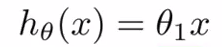 hθ(x) = θ₁x